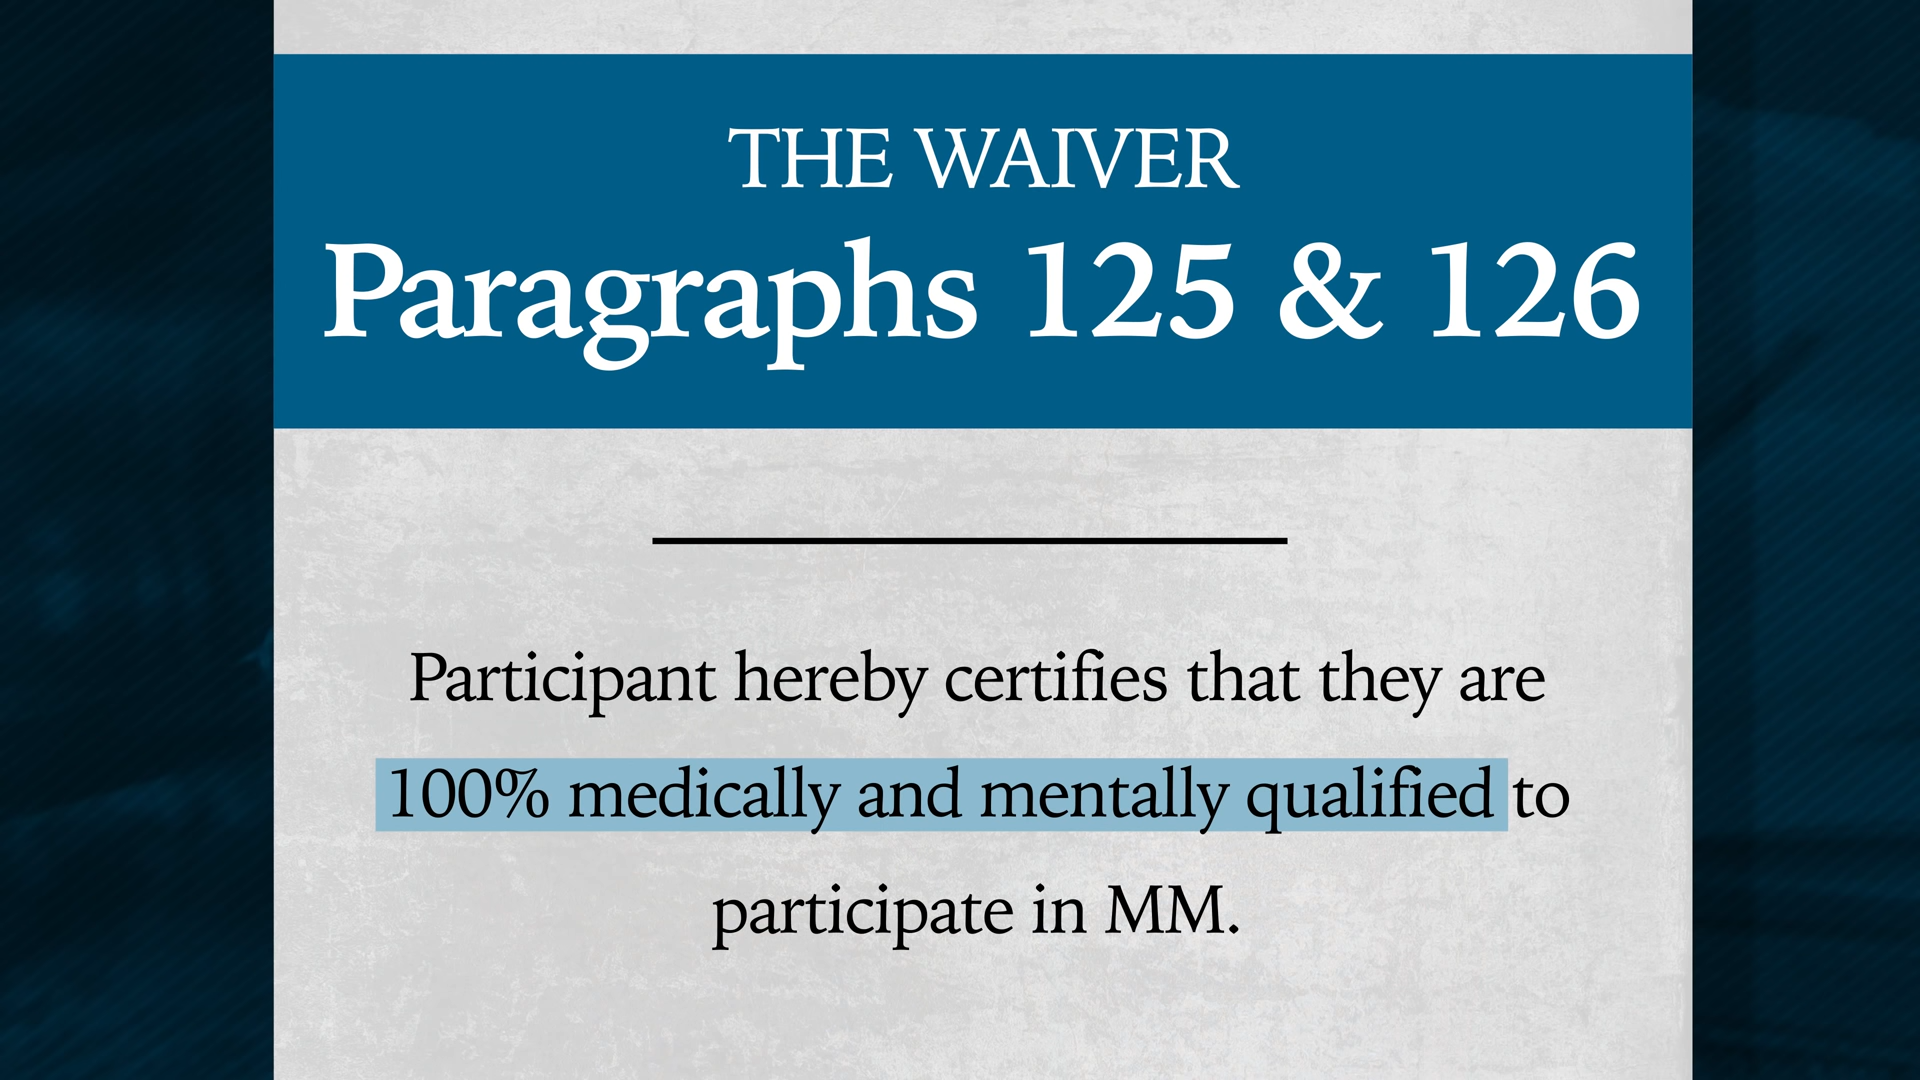 THE WAIVER
Paragraphs 125 & 126
Participant hereby certifies that they are
100% medically and mentally qualified to
participate in MM.